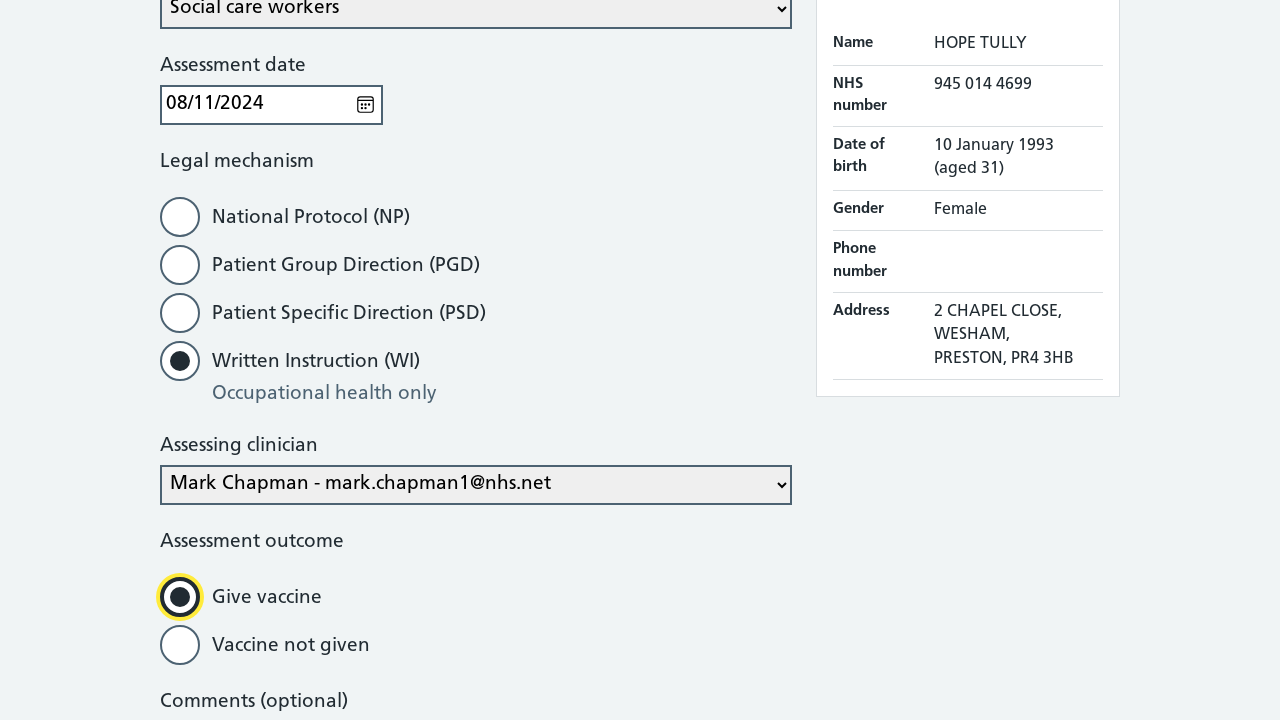 Social care workers
Assessment date
08/11/2024
Legal mechanism
National Protocol (NP)
Patient Group Direction (PGD)
Patient Specific Direction (PSD)
Written Instruction (WI)
Occupational health only
Assessing clinician
Mark Chapman - mark.chapman1@nhs.net
Assessment outcome
Give vaccine
Vaccine not given
Comments (optional)
Name HOPE TULLY
NHS number 945 014 4699
Date of birth 10 January 1993 (aged 31)
Gender Female
Phone number
Address 2 CHAPEL CLOSE,
WESHAM,
PRESTON, PR4 3HB